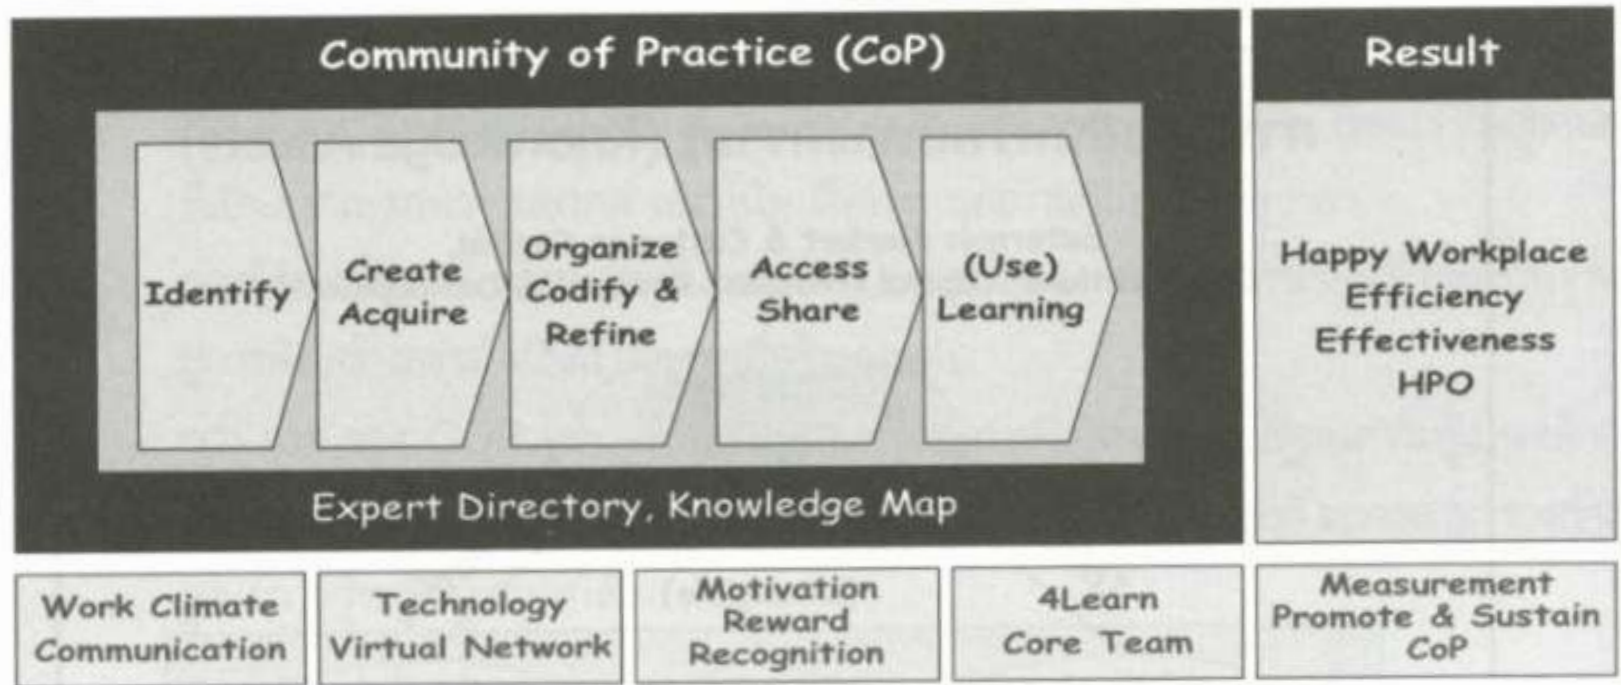 Community of Practice (CoP)
Result
Identify
Create
Acquire
Organize
Codify &
Refine
Access
Share
(Use)
Learning
Happy Workplace
Efficiency
Effectiveness
HPO
Expert Directory, Knowledge Map
Work Climate
Communication
Technology
Virtual Network
Motivation
Reward
Recognition
4Learn
Core Team
Measurement
Promote & Sustain
CoP